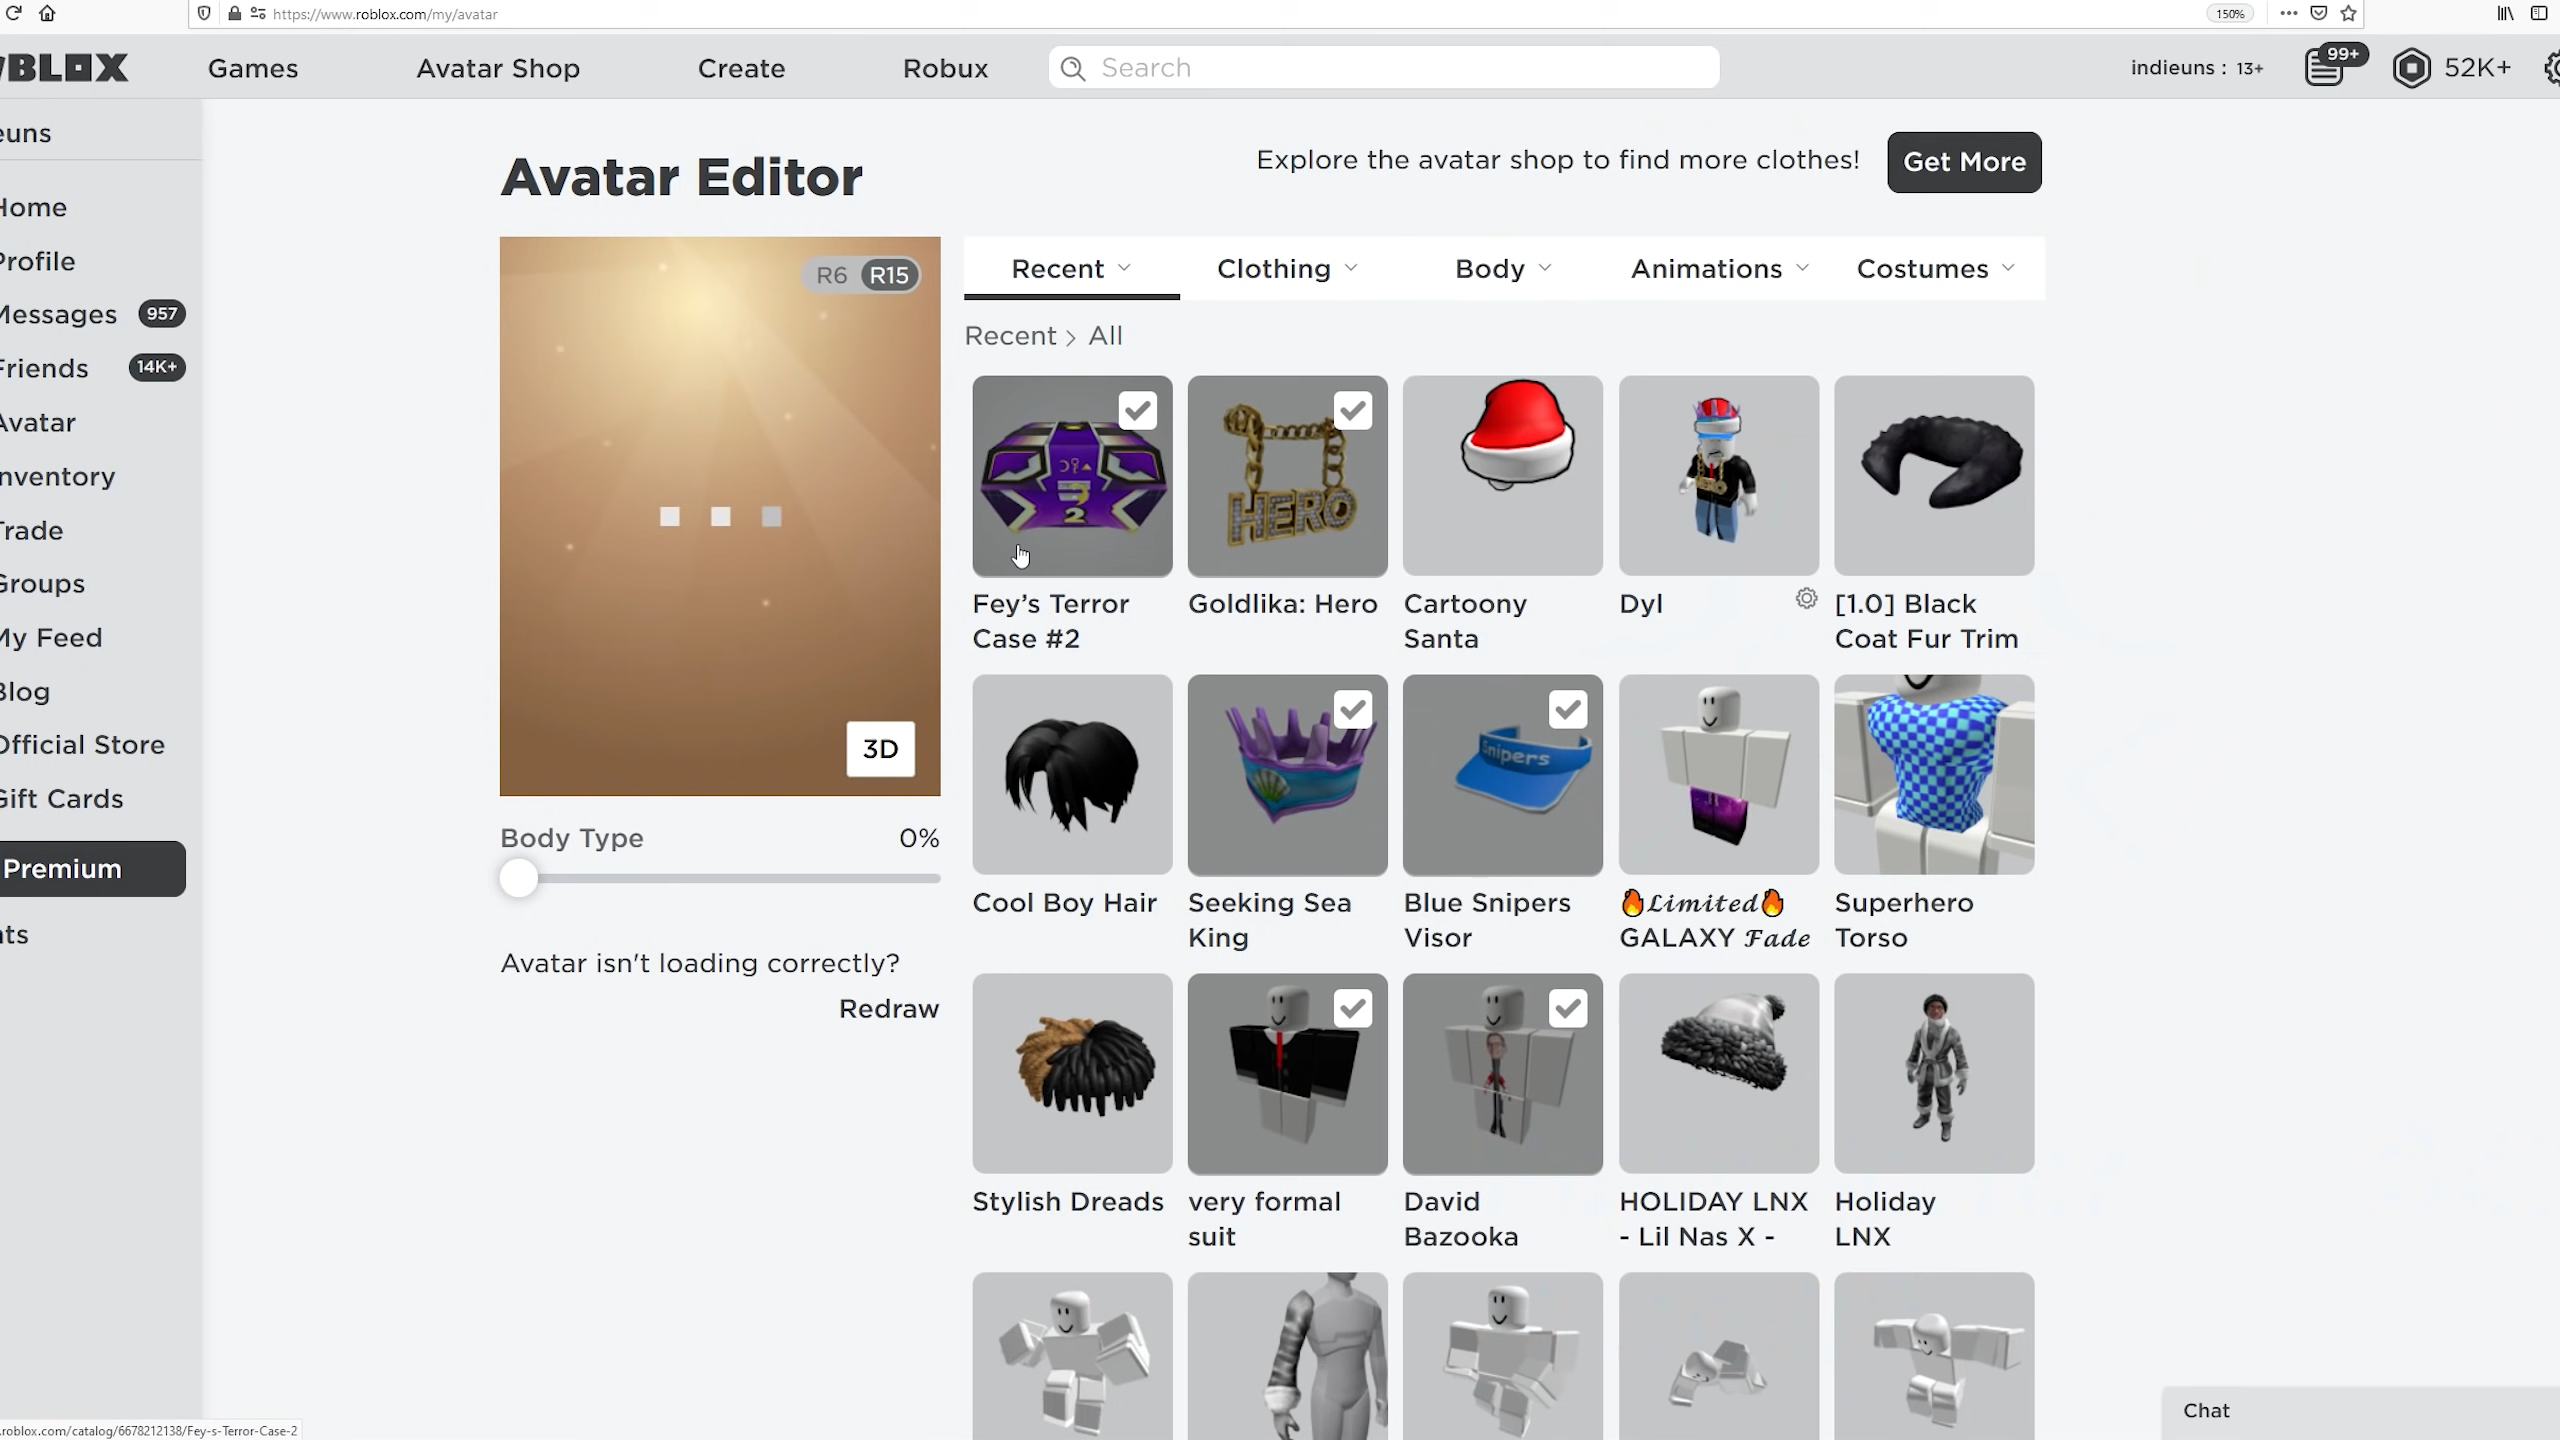 https://www.roblox.com/my/avatar
150%
BLOX
Games
Avatar Shop
Create
Robux
Search
indieuns : 13+
99+
52K+
euns
Home
Profile
Messages 957
Friends 14K+
Avatar
Inventory
Trade
Groups
My Feed
Blog
Official Store
Gift Cards
Premium
nts
Avatar Editor
Explore the avatar shop to find more clothes!
Get More
R6 R15
3D
Body Type 0%
Avatar isn't loading correctly?
Redraw
Recent
Clothing
Body
Animations
Costumes
Recent > All
2
HERO
Fey's Terror
Case #2
Goldlika: Hero
Cartoony
Santa
Dyl
[1.0] Black
Coat Fur Trim
Snipers
Cool Boy Hair
Seeking Sea
King
Blue Snipers
Visor
🔥𝓛𝓲𝓶𝓲𝓽𝓮𝓭🔥
GALAXY 𝓕𝓪𝓭𝓮
Superhero
Torso
Stylish Dreads
very formal
suit
David
Bazooka
HOLIDAY LNX
- Lil Nas X -
Holiday
LNX
Chat
.roblox.com/catalog/6678212138/Fey-s-Terror-Case-2